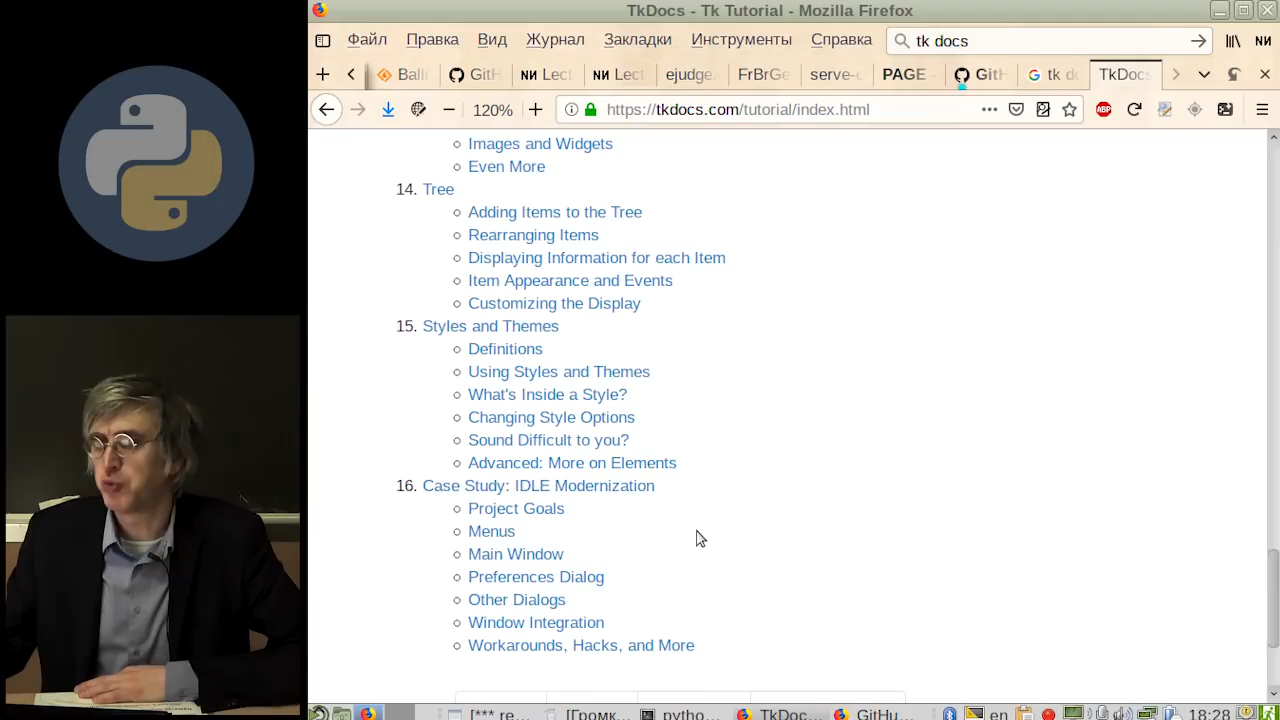 TkDocs - Tk Tutorial - Mozilla Firefox
Файл Правка Вид Журнал Закладки Инструменты Справка tk docs
Ball GitH Lect Lect ejudge. FrBrGe serve-c PAGE - GitH tk do TkDocs
120% https://tkdocs.com/tutorial/index.html ABP
Images and Widgets
Even More
14. Tree
Adding Items to the Tree
Rearranging Items
Displaying Information for each Item
Item Appearance and Events
Customizing the Display
15. Styles and Themes
Definitions
Using Styles and Themes
What's Inside a Style?
Changing Style Options
Sound Difficult to you?
Advanced: More on Elements
16. Case Study: IDLE Modernization
Project Goals
Menus
Main Window
Preferences Dialog
Other Dialogs
Window Integration
Workarounds, Hacks, and More
[*** re [[Громк pytho TkDoc GitHu en 18:28